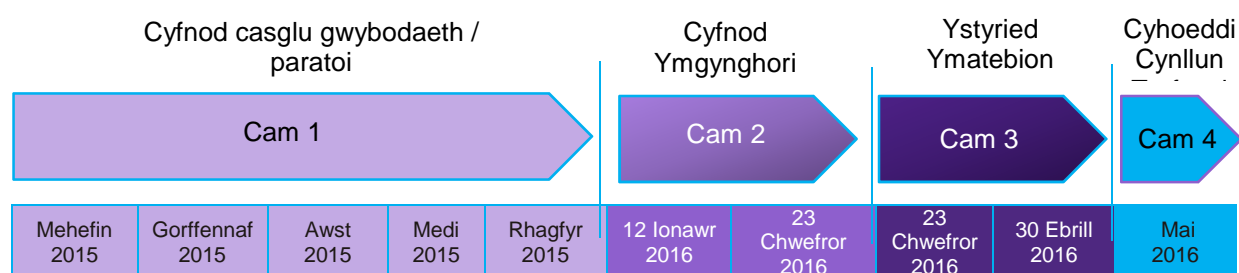 Cyfnod casglu gwybodaeth /
paratoi
Cyfnod
Ymgynghori
Ystyried
Ymatebion
Cyhoeddi
Cynllun
Cam 1
Cam 2
Cam 3
Cam 4
Mehefin
2015
Gorffennaf
2015
Awst
2015
Medi
2015
Rhagfyr
2015
12 Ionawr
2016
23
Chwefror
2016
23
Chwefror
2016
30 Ebrill
2016
Mai
2016